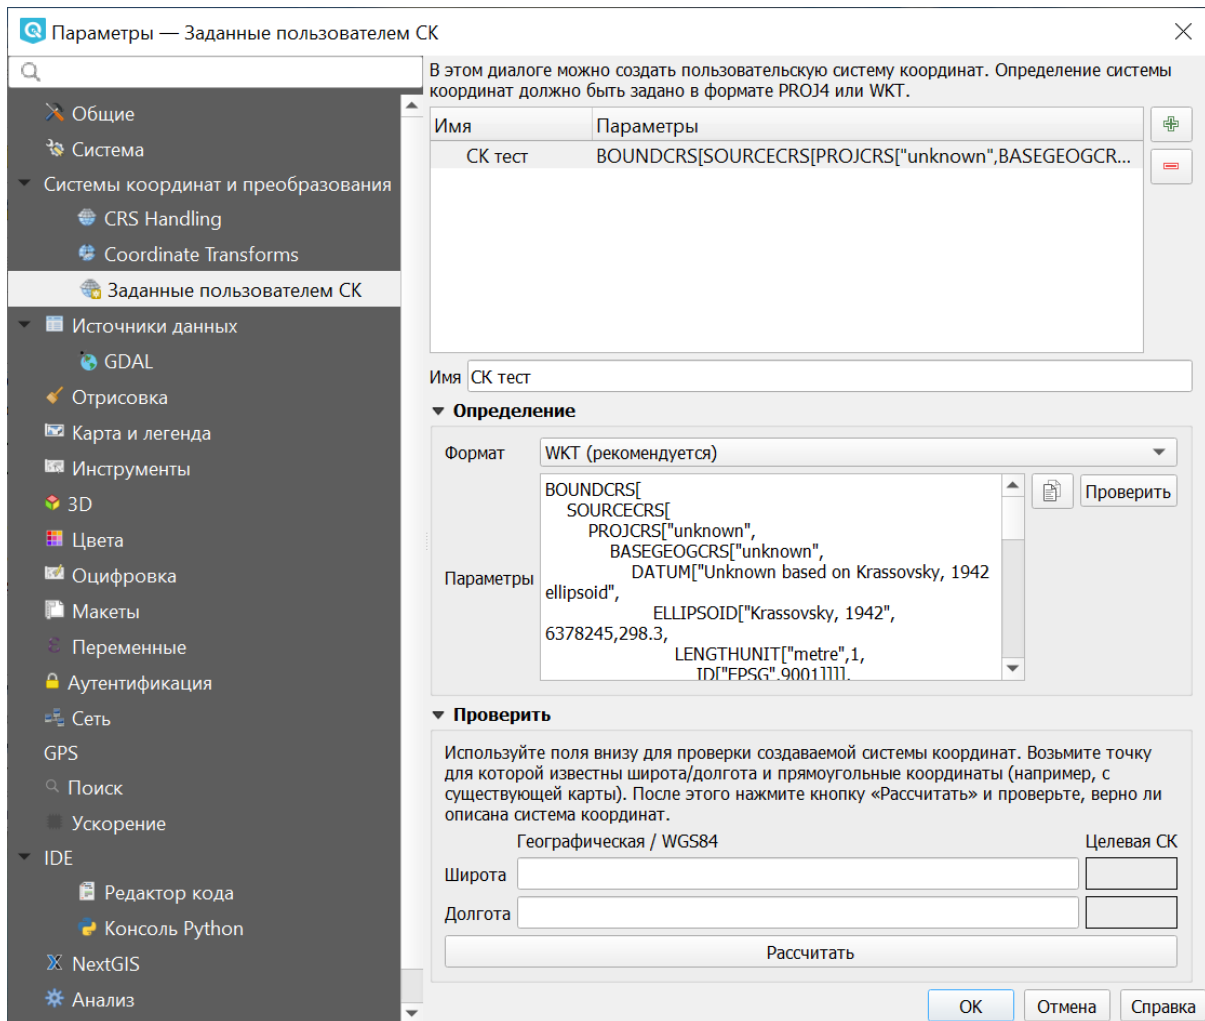 Параметры — Заданные пользователем СК
Общие
Система
Системы координат и преобразования
CRS Handling
Coordinate Transforms
Заданные пользователем СК
Источники данных
GDAL
Отрисовка
Карта и легенда
Инструменты
3D
Цвета
Оцифровка
Макеты
Переменные
Аутентификация
Сеть
GPS
Поиск
Ускорение
IDE
Редактор кода
Консоль Python
NextGIS
Анализ
В этом диалоге можно создать пользовательскую систему координат. Определение системы
координат должно быть задано в формате PROJ4 или WKT.
Имя Параметры
СК тест BOUNDCRS[SOURCECRS[PROJCRS["unknown",BASEGEOGCR...
Имя СК тест
Определение
Формат WKT (рекомендуется)
Параметры
BOUNDCRS[
SOURCECRS[
PROJCRS["unknown",
BASEGEOGCRS["unknown",
DATUM["Unknown based on Krassovsky, 1942
ellipsoid",
ELLIPSOID["Krassovsky, 1942",
6378245,298.3,
LENGTHUNIT["metre",1,
ID["EPSG",9001]]]],
Проверить
Проверить
Используйте поля внизу для проверки создаваемой системы координат. Возьмите точку
для которой известны широта/долгота и прямоугольные координаты (например, с
существующей карты). После этого нажмите кнопку «Рассчитать» и проверьте, верно ли
описана система координат.
Географическая / WGS84 Целевая СК
Широта
Долгота
Рассчитать
OK Отмена Справка